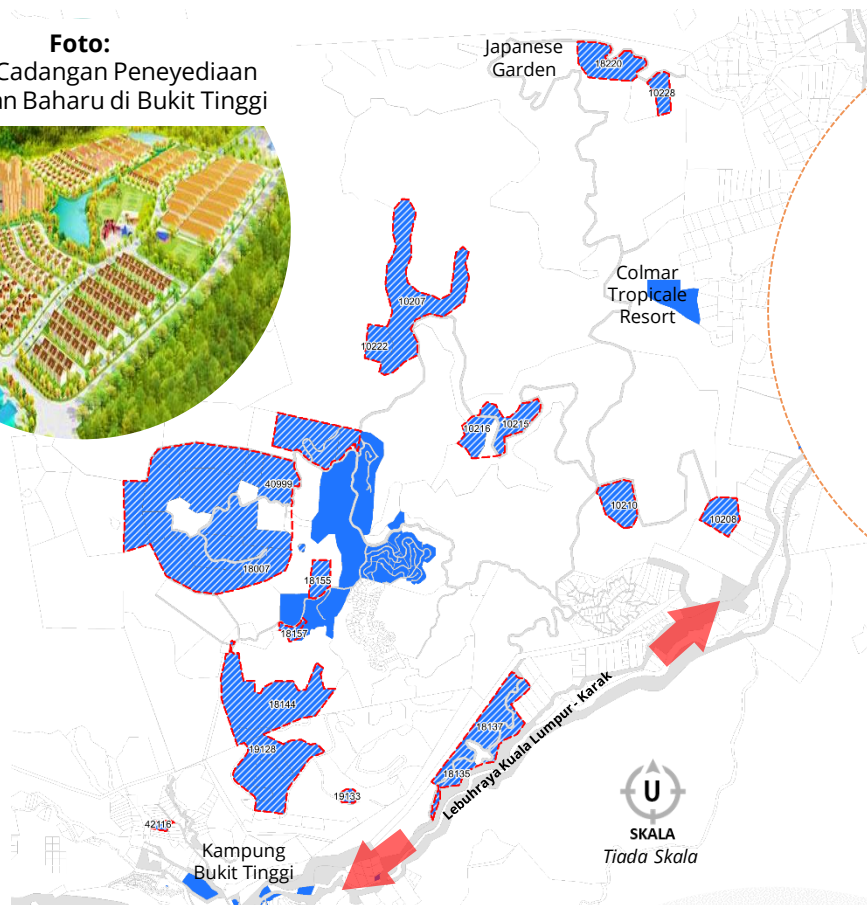 Foto:
Cadangan Peneyediaan
an Baharu di Bukit Tinggi
Japanese
Garden
18220
10228
Colmar
Tropicale
Resort
10207
10222
10216
10215
40999
10210
10208
18007
18155
18157
18144
18137
19128
18135
19133
42116
Lebuhraya Kuala Lumpur - Karak
Kampung
Bukit Tinggi
U
SKALA
Tiada Skala